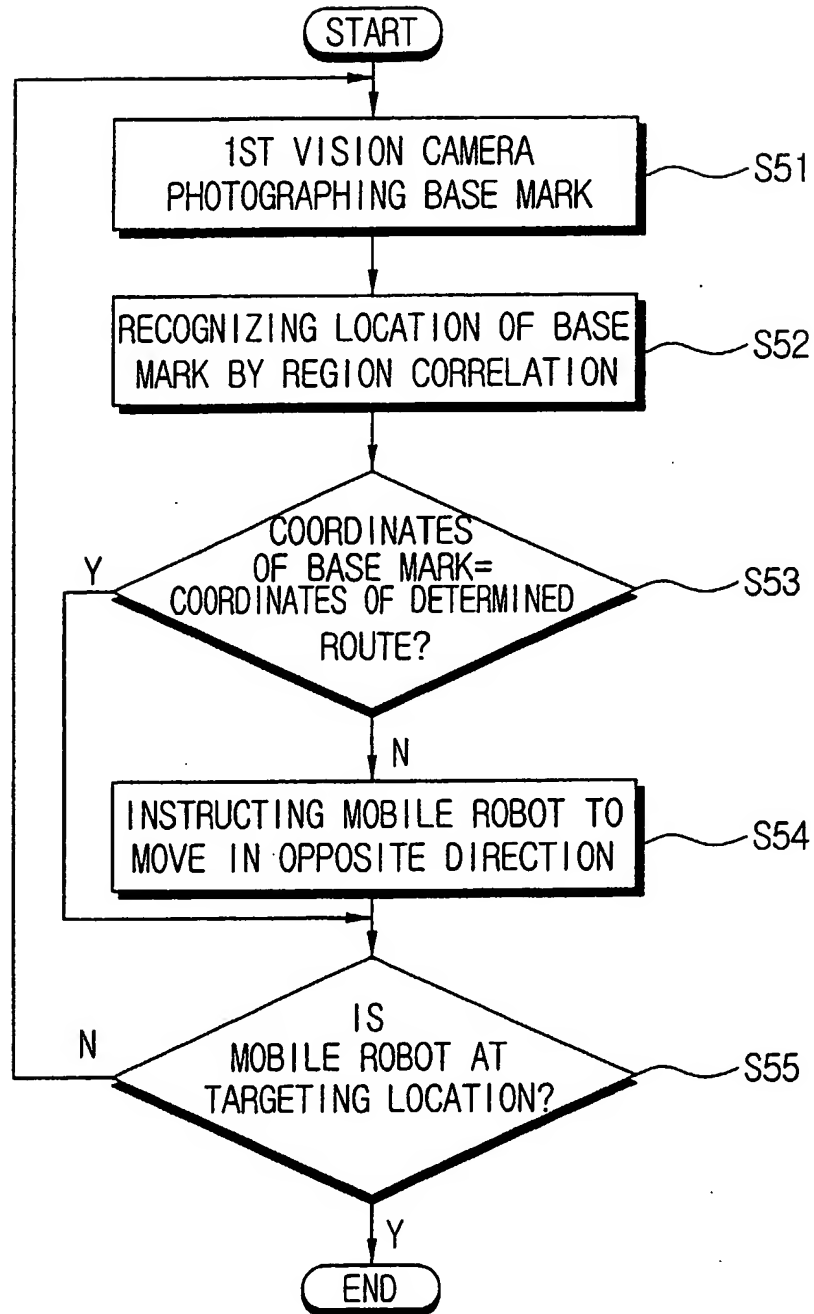 START
1ST VISION CAMERA
PHOTOGRAPHING BASE MARK
S51
RECOGNIZING LOCATION OF BASE
MARK BY REGION CORRELATION
S52
COORDINATES
OF BASE MARK=
COORDINATES OF DETERMINED
ROUTE?
S53
Y
N
INSTRUCTING MOBILE ROBOT TO
MOVE IN OPPOSITE DIRECTION
S54
IS
MOBILE ROBOT AT
TARGETING LOCATION?
S55
N
Y
END